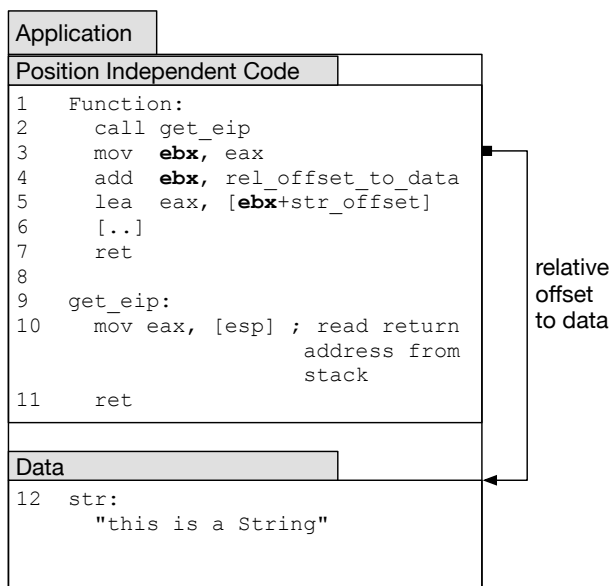 Application
Position Independent Code
1 Function:
2 call get_eip
3 mov ebx, eax
4 add ebx, rel_offset_to_data
5 lea eax, [ebx+str_offset]
6 [..]
7 ret
8
9 get_eip:
10 mov eax, [esp] ; read return
address from
stack
11 ret
relative
offset
to data
Data
12 str:
"this is a String"